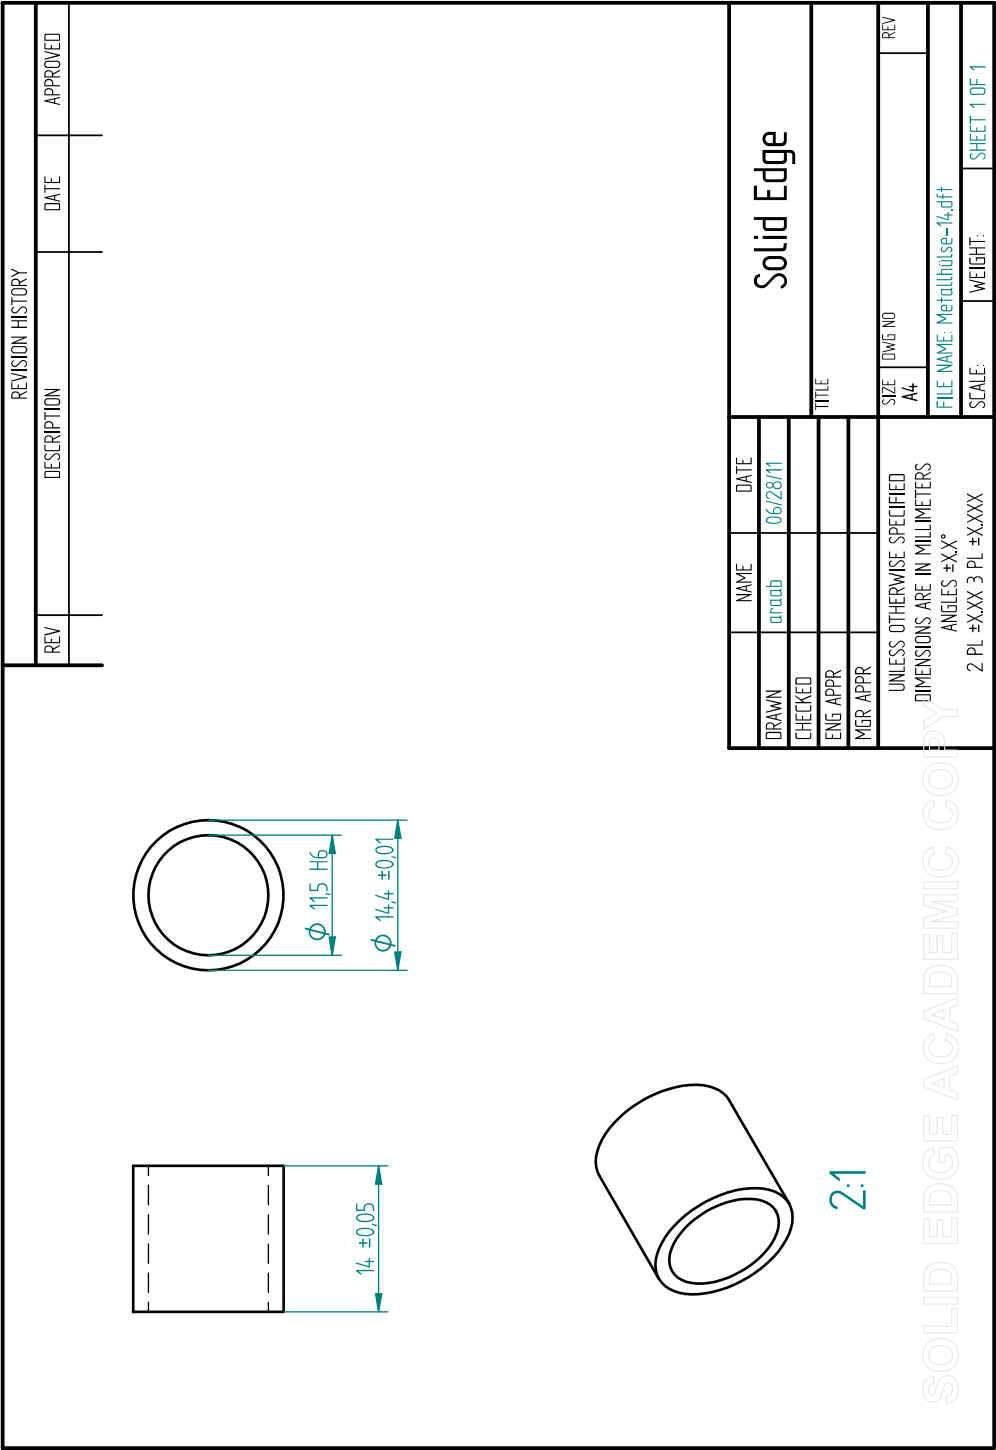 REVISION HISTORY
REV DESCRIPTION DATE APPROVED
14 ±0,05
Φ 11,5 H6
Φ 14,4 ±0,01
2:1
NAME DATE
DRAWN araab 06/28/11
CHECKED
ENG APPR
MGR APPR
UNLESS OTHERWISE SPECIFIED
DIMENSIONS ARE IN MILLIMETERS
ANGLES ±X.X°
2 PL ±X.XX 3 PL ±X.XXX
Solid Edge
TITLE
SIZE DWG NO REV
A4
FILE NAME: Metallhülse-14.dft
SCALE: WEIGHT: SHEET 1 OF 1
SOLID EDGE ACADEMIC COPY